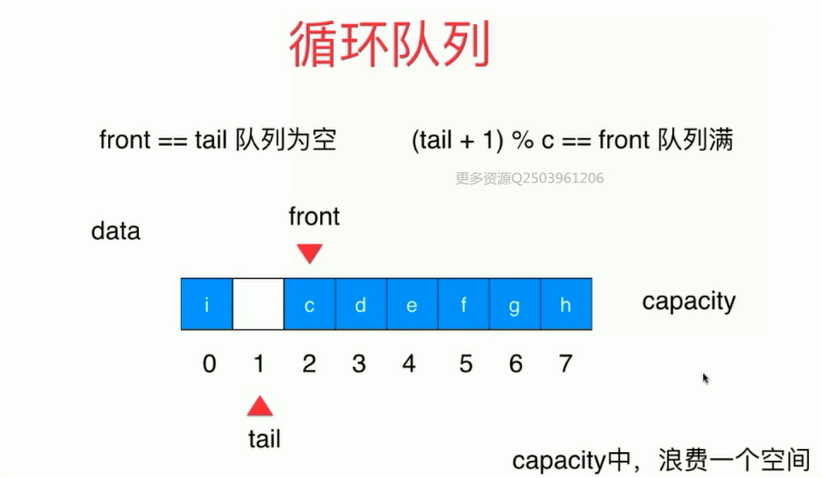 循环队列
front == tail 队列为空 (tail + 1) % c == front 队列满
更多资源Q2503961206
front
data
i c d e f g h
capacity
0 1 2 3 4 5 6 7
tail
capacity中，浪费一个空间